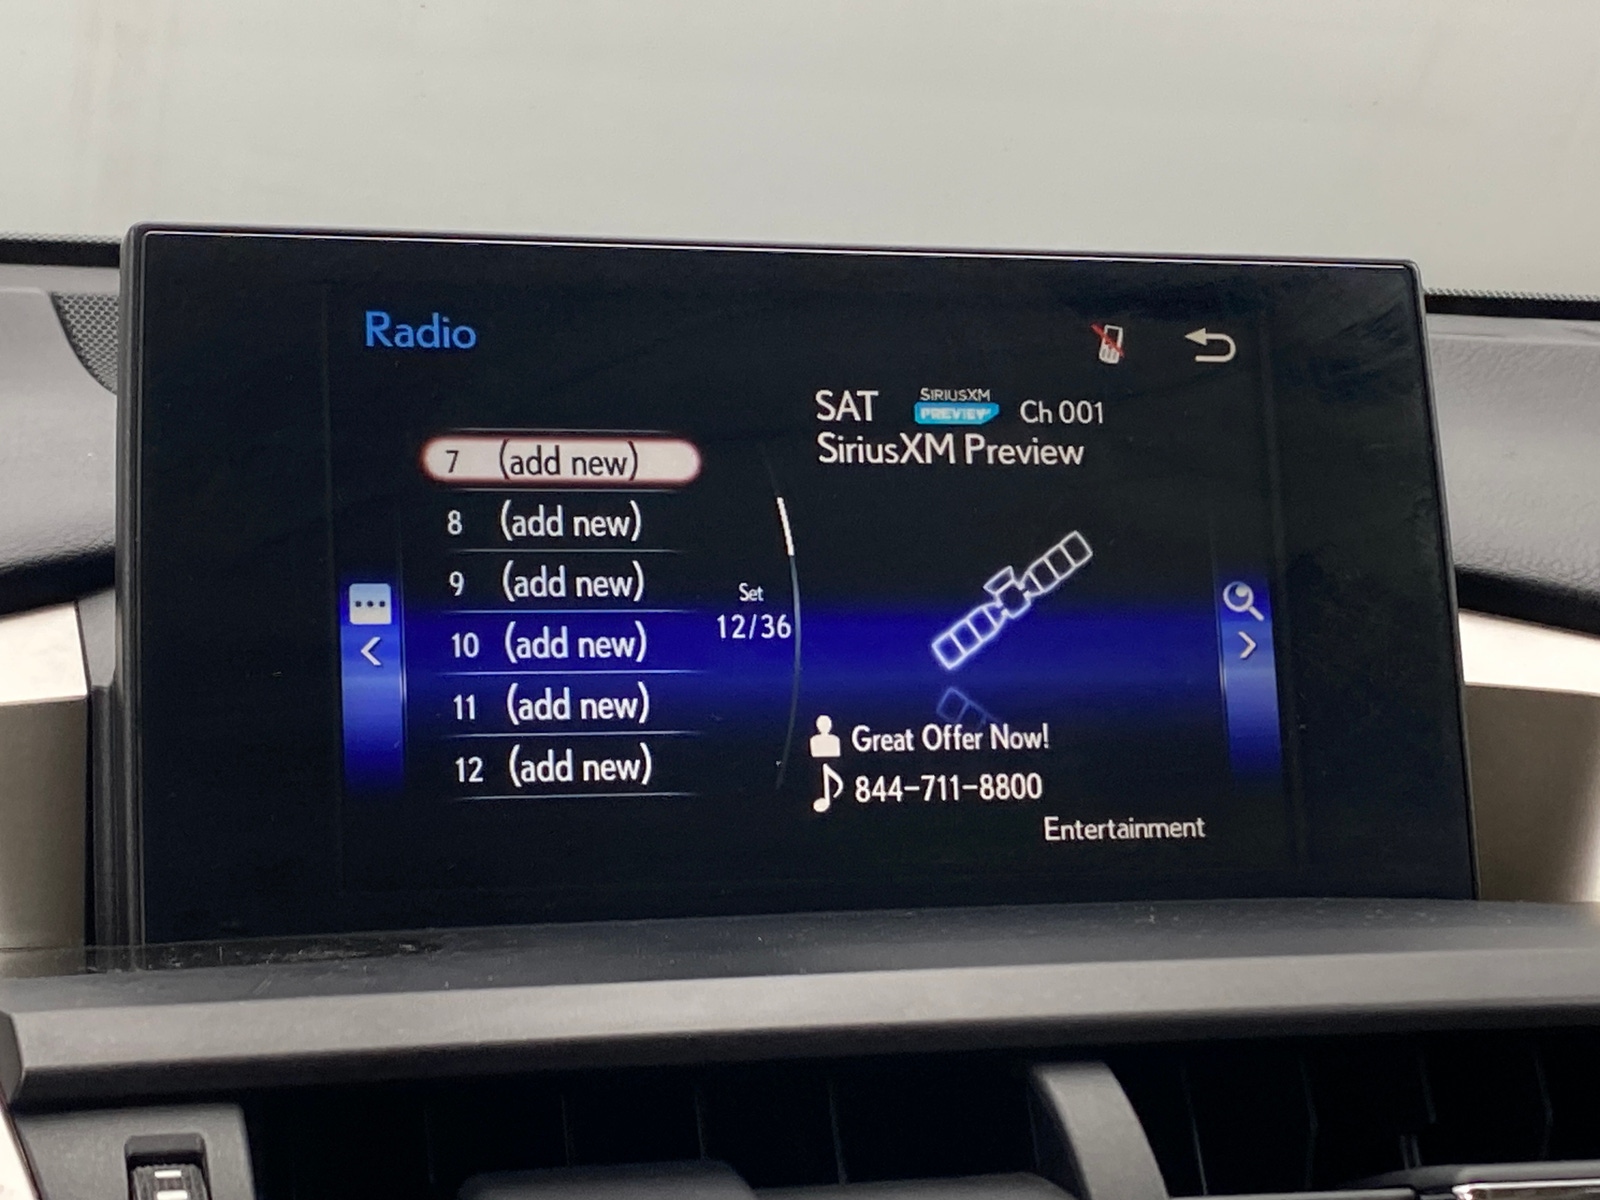 Radio
SAT SIRIUSXM PREVIEW Ch 001
SiriusXM Preview
7 (add new)
8 (add new)
9 (add new)
10 (add new)
11 (add new)
12 (add new)
Set
12/36
Great Offer Now!
844-711-8800
Entertainment